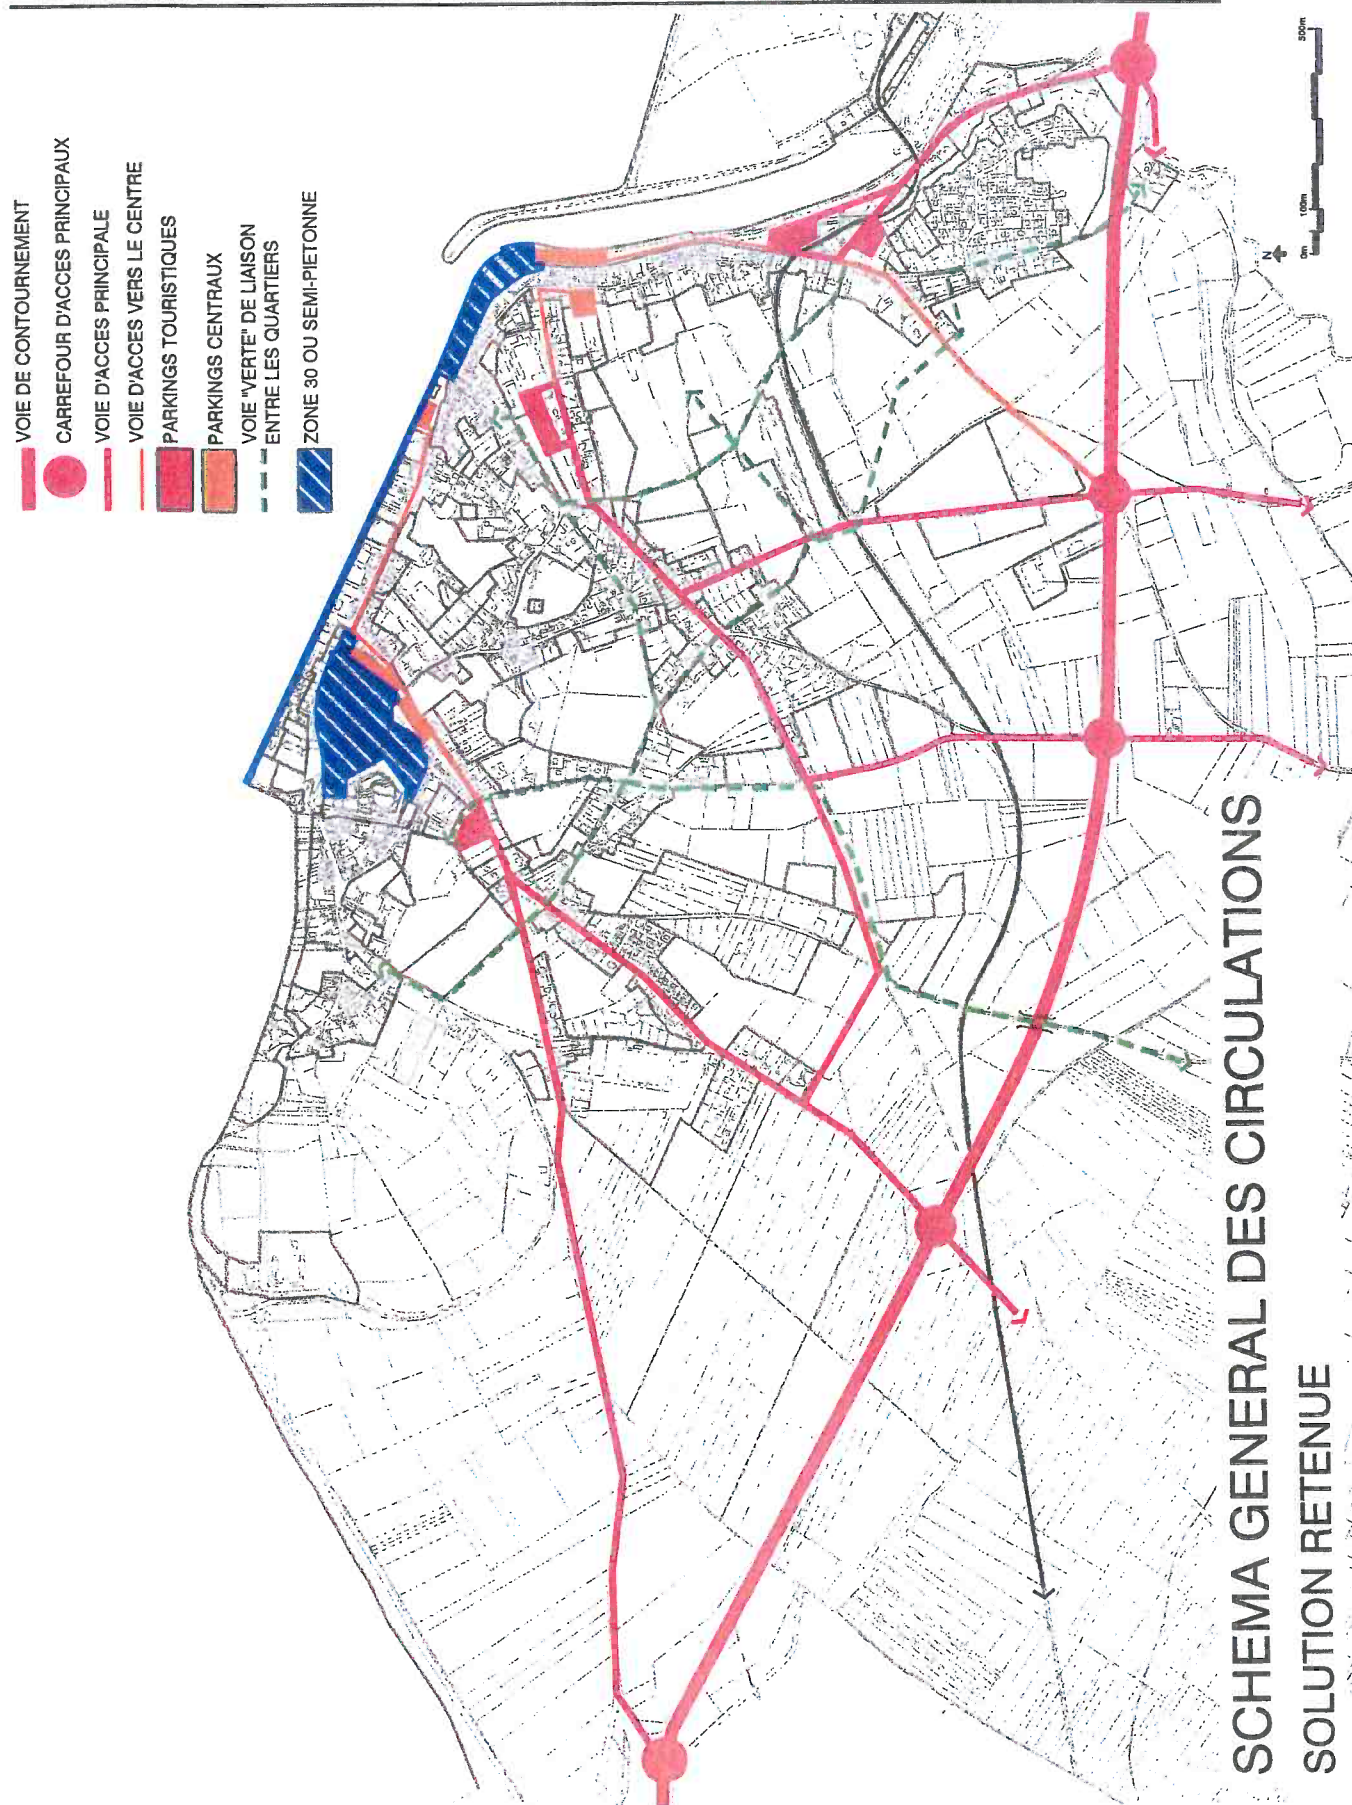 VOIE DE CONTOURNEMENT
CARREFOUR D'ACCES PRINCIPAUX
VOIE D'ACCES PRINCIPALE
VOIE D'ACCES VERS LE CENTRE
PARKINGS TOURISTIQUES
PARKINGS CENTRAUX
VOIE "VERTE" DE LIAISON
ENTRE LES QUARTIERS
ZONE 30 OU SEMI-PIETONNE
N
0m 100m 500m
SCHEMA GENERAL DES CIRCULATIONS
SOLUTION RETENUE